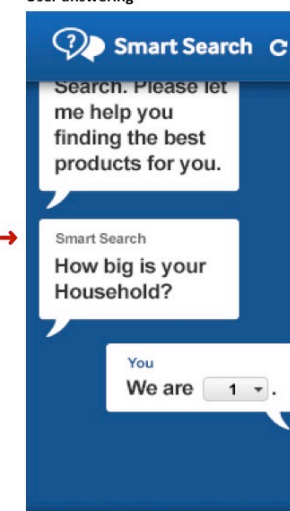 User answering
Smart Search
Search. Please let
me help you
finding the best
products for you.
Smart Search
How big is your
Household?
You
We are 1 .